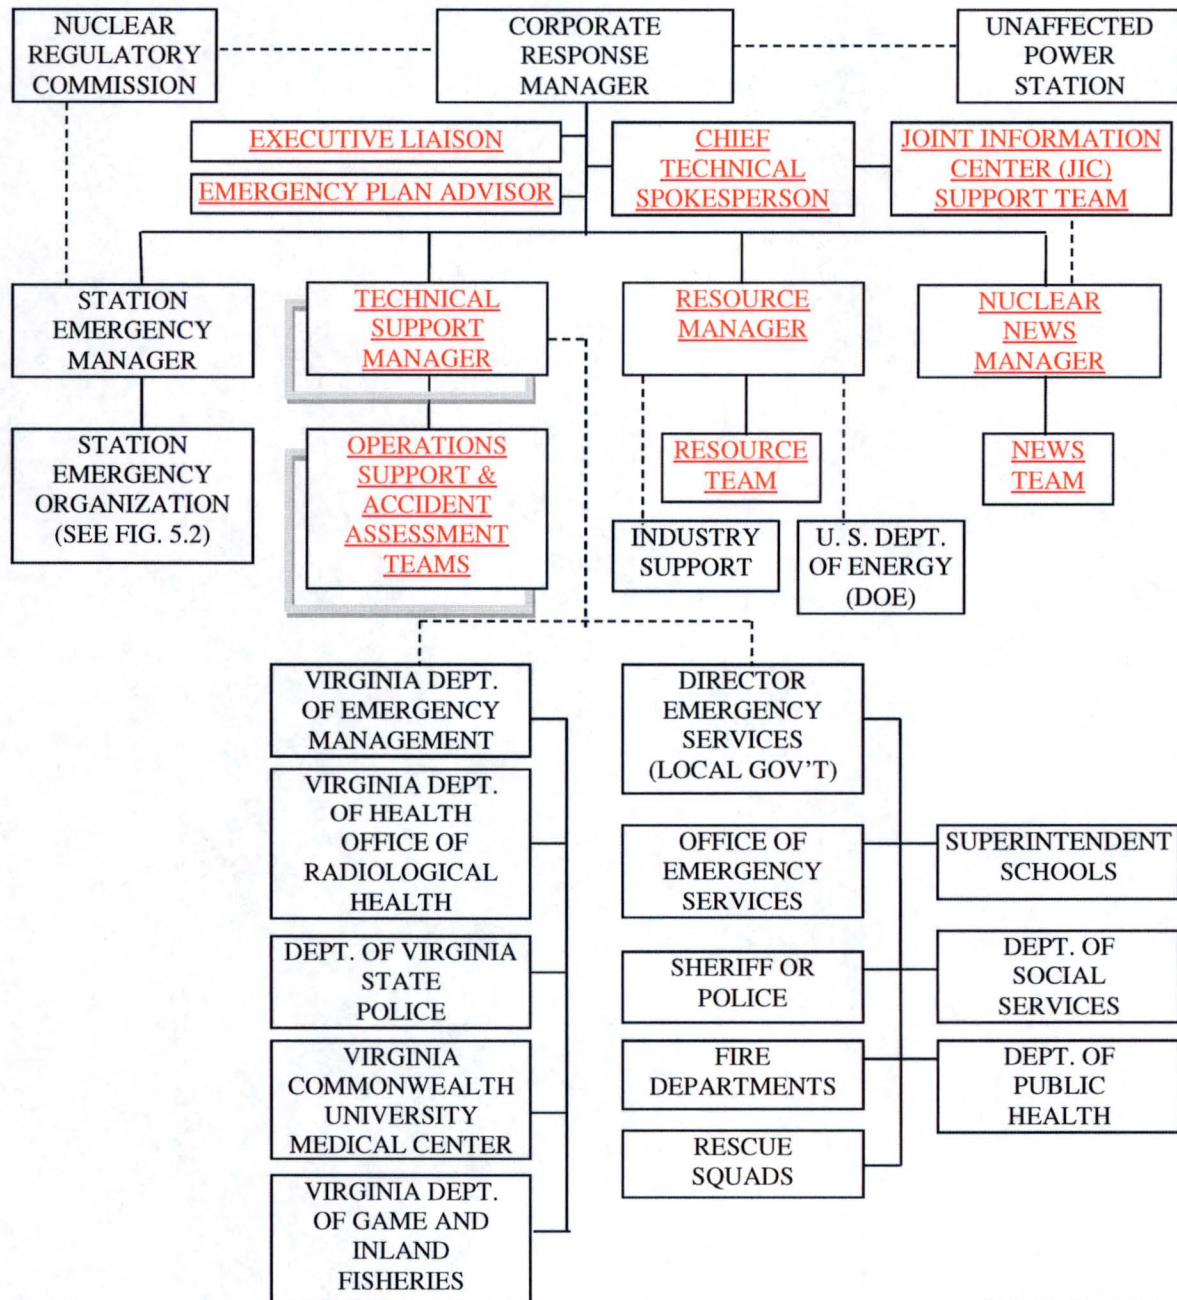 NUCLEAR
REGULATORY
COMMISSION
CORPORATE
RESPONSE
MANAGER
UNAFFECTED
POWER
STATION
EXECUTIVE LIAISON
EMERGENCY PLAN ADVISOR
CHIEF
TECHNICAL
SPOKESPERSON
JOINT INFORMATION
CENTER (JIC)
SUPPORT TEAM
STATION
EMERGENCY
MANAGER
TECHNICAL
SUPPORT
MANAGER
RESOURCE
MANAGER
NUCLEAR
NEWS
MANAGER
STATION
EMERGENCY
ORGANIZATION
(SEE FIG. 5.2)
OPERATIONS
SUPPORT &
ACCIDENT
ASSESSMENT
TEAMS
RESOURCE
TEAM
NEWS
TEAM
INDUSTRY
SUPPORT
U. S. DEPT.
OF ENERGY
(DOE)
VIRGINIA DEPT.
OF EMERGENCY
MANAGEMENT
VIRGINIA DEPT.
OF HEALTH
OFFICE OF
RADIOLOGICAL
HEALTH
DEPT. OF VIRGINIA
STATE
POLICE
VIRGINIA
COMMONWEALTH
UNIVERSITY
MEDICAL CENTER
VIRGINIA DEPT.
OF GAME AND
INLAND
FISHERIES
DIRECTOR
EMERGENCY
SERVICES
(LOCAL GOV'T)
OFFICE OF
EMERGENCY
SERVICES
SHERIFF OR
POLICE
FIRE
DEPARTMENTS
RESCUE
SQUADS
SUPERINTENDENT
SCHOOLS
DEPT. OF
SOCIAL
SERVICES
DEPT. OF
PUBLIC
HEALTH